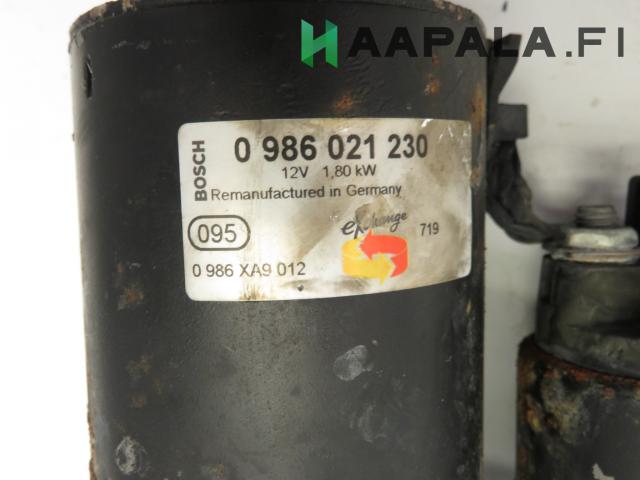 HAAPALA.FI
BOSCH
0 986 021 230
12V 1,80 kW
Remanufactured in Germany
095
exchange
719
0 986 XA9 012